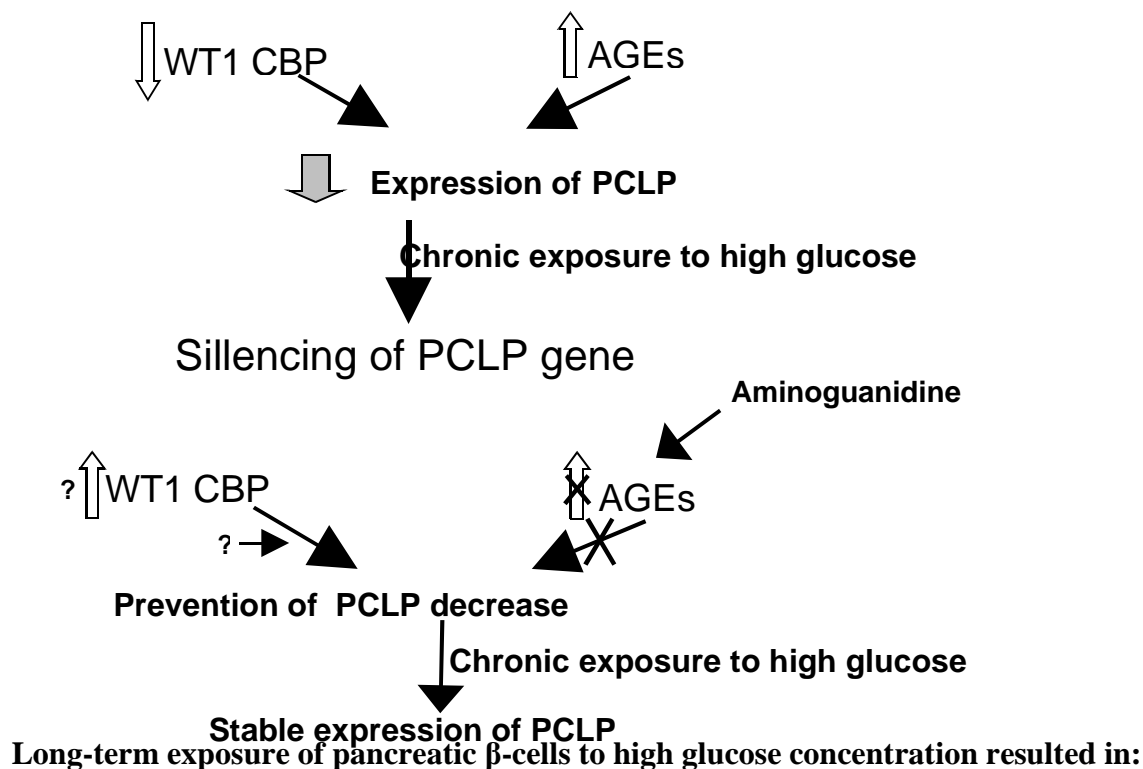 WT1 CBP
AGEs
Expression of PCLP
Chronic exposure to high glucose
Sillencing of PCLP gene
Aminoguanidine
? WT1 CBP
AGEs
?
Prevention of PCLP decrease
Chronic exposure to high glucose
Stable expression of PCLP
Long-term exposure of pancreatic β-cells to high glucose concentration resulted in: